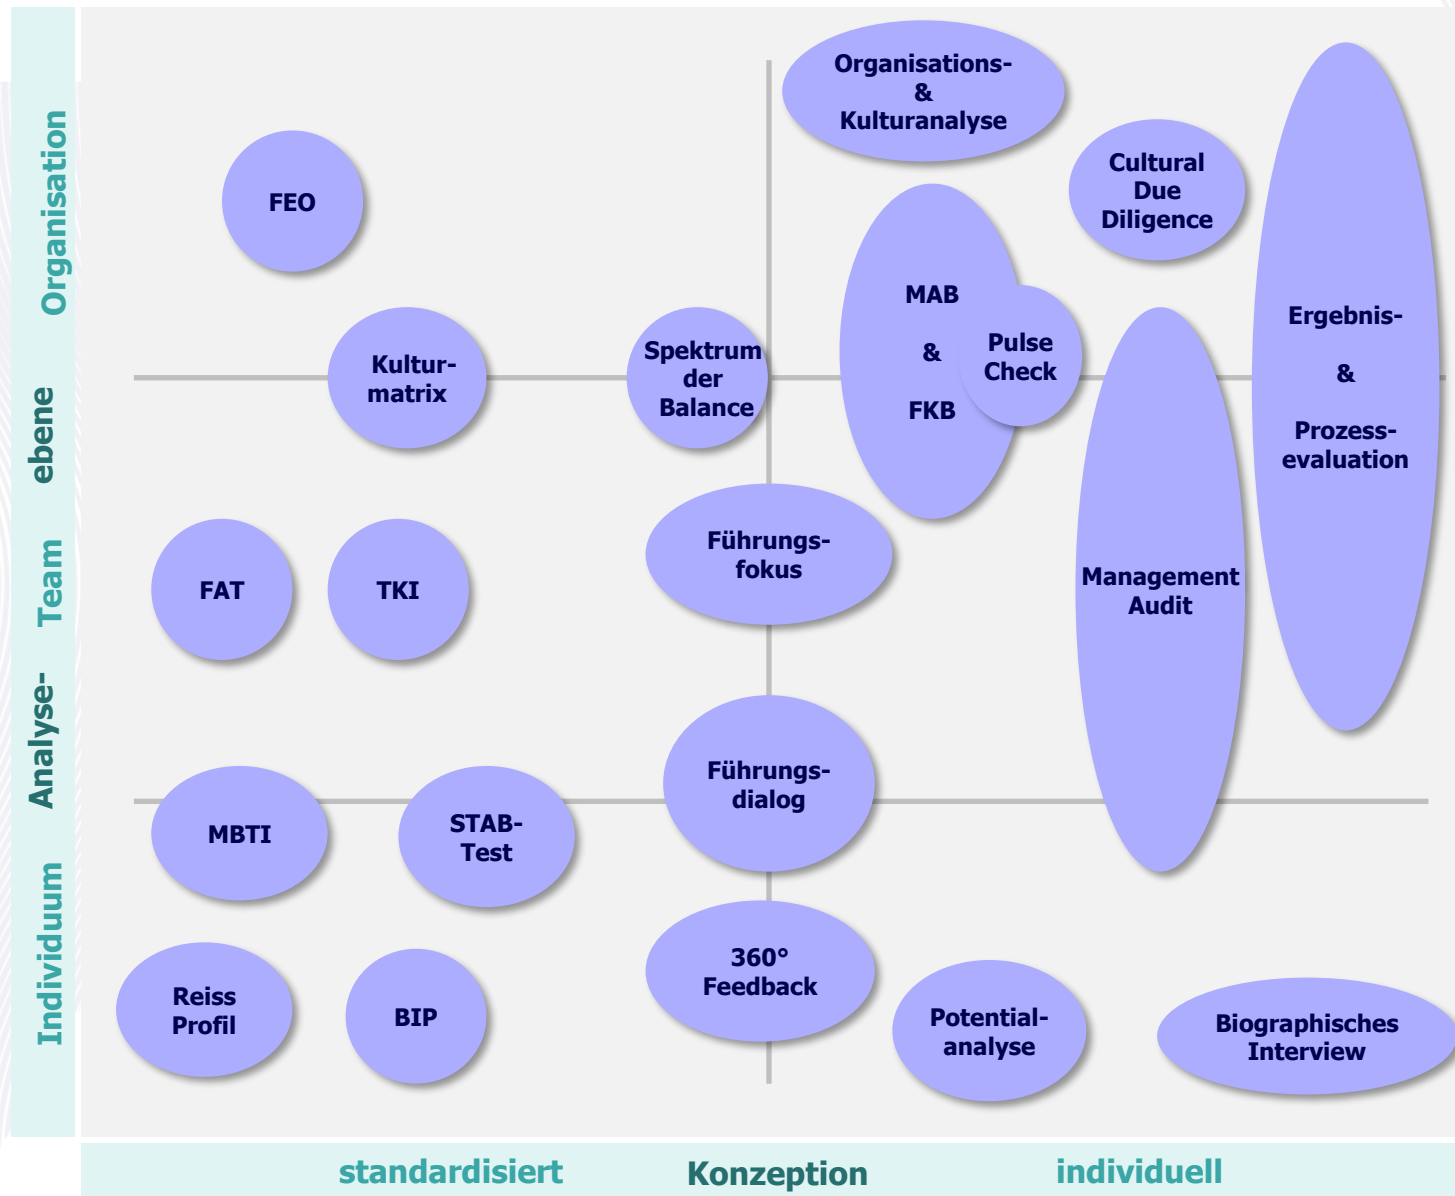 Organisation
ebene
Team
Analyse-
Individuum
Organisations-
&
Kulturanalyse
Cultural
Due
Diligence
FEO
MAB
&
FKB
Pulse
Check
Ergebnis-
&
Prozess-
evaluation
Kultur-
matrix
Spektrum
der
Balance
Führungs-
fokus
FAT
TKI
Management
Audit
Führungs-
dialog
MBTI
STAB-
Test
360°
Feedback
Reiss
Profil
BIP
Potential-
analyse
Biographisches
Interview
standardisiert
Konzeption
individuell